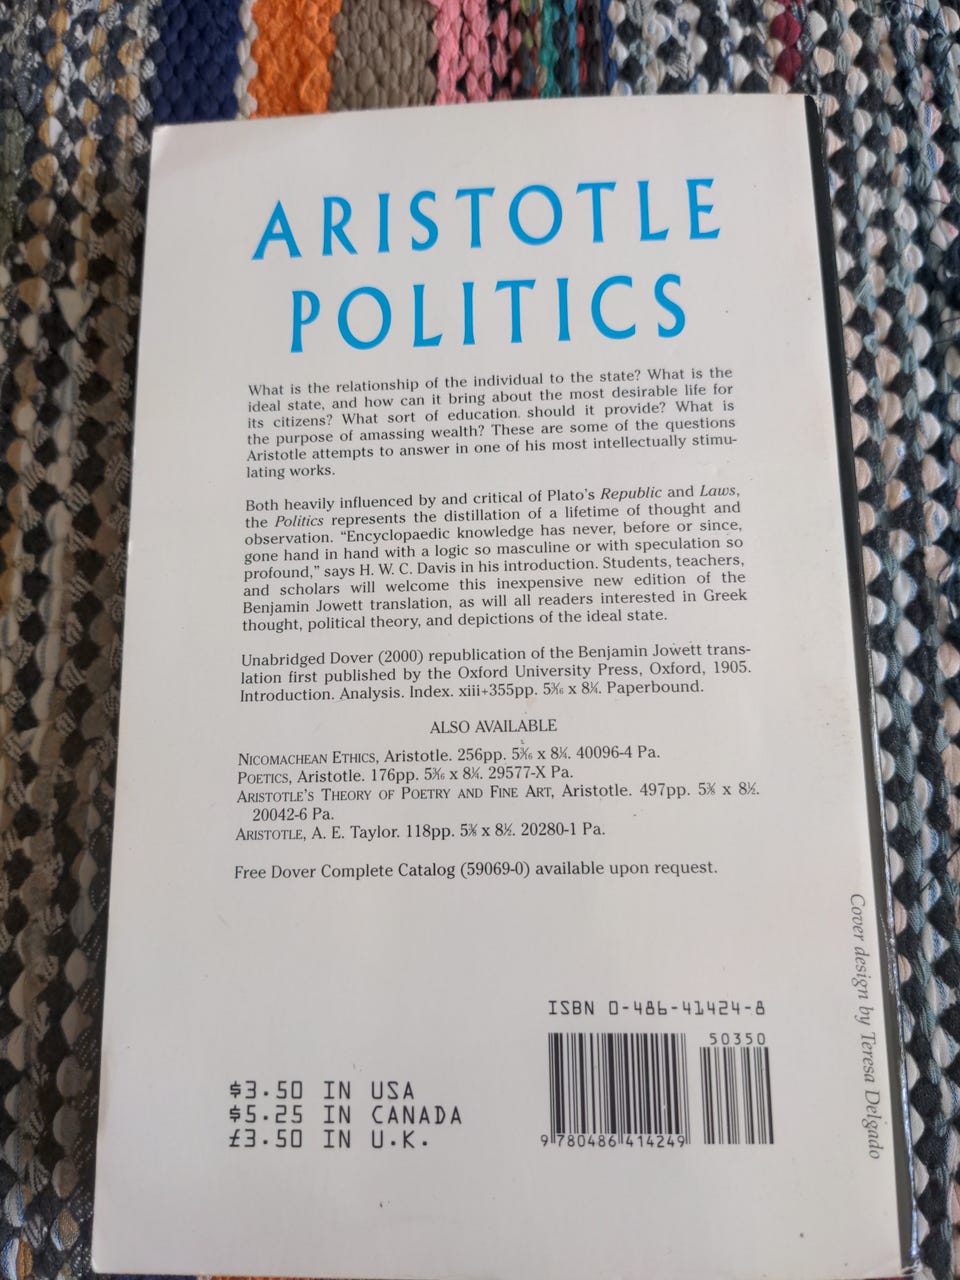 ARISTOTLE
POLITICS
What is the relationship of the individual to the state? What is the
ideal state, and how can it bring about the most desirable life for
its citizens? What sort of education should it provide? What is
the purpose of amassing wealth? These are some of the questions
Aristotle attempts to answer in one of his most intellectually stimu-
lating works.
Both heavily influenced by and critical of Plato's Republic and Laws,
the Politics represents the distillation of a lifetime of thought and
observation. "Encyclopaedic knowledge has never, before or since,
gone hand in hand with a logic so masculine or with speculation so
profound," says H. W. C. Davis in his introduction. Students, teachers,
and scholars will welcome this inexpensive new edition of the
Benjamin Jowett translation, as will all readers interested in Greek
thought, political theory, and depictions of the ideal state.
Unabridged Dover (2000) republication of the Benjamin Jowett trans-
lation first published by the Oxford University Press, Oxford, 1905.
Introduction. Analysis. Index. xiii+355pp. 5³⁄₁₆ x 8¼. Paperbound.
ALSO AVAILABLE
NICOMACHEAN ETHICS, Aristotle. 256pp. 5³⁄₁₆ x 8¼. 40096-4 Pa.
POETICS, Aristotle. 176pp. 5³⁄₁₆ x 8¼. 29577-X Pa.
ARISTOTLE'S THEORY OF POETRY AND FINE ART, Aristotle. 497pp. 5⅜ x 8½.
20042-6 Pa.
ARISTOTLE, A. E. Taylor. 118pp. 5⅜ x 8½. 20280-1 Pa.
Free Dover Complete Catalog (59069-0) available upon request.
Cover design by Teresa Delgado
ISBN 0-486-41424-8
50350
9 780486 414249
$3.50 IN USA
$5.25 IN CANADA
£3.50 IN U.K.